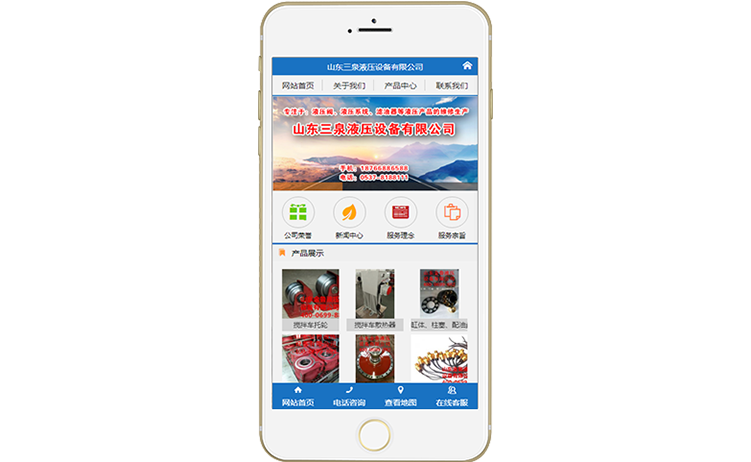 山东三泉液压设备有限公司
网站首页 关于我们 产品中心 联系我们
专注于：液压阀、液压系统、滤油器等液压产品的维修生产
山东三泉液压设备有限公司
手机：18766886588
电话：0537-8188111
公司荣誉 新闻中心 服务理念 服务宗旨
产品展示
搅拌车托轮 搅拌车散热器 缸体、柱塞、配油
网站首页 电话咨询 查看地图 在线客服